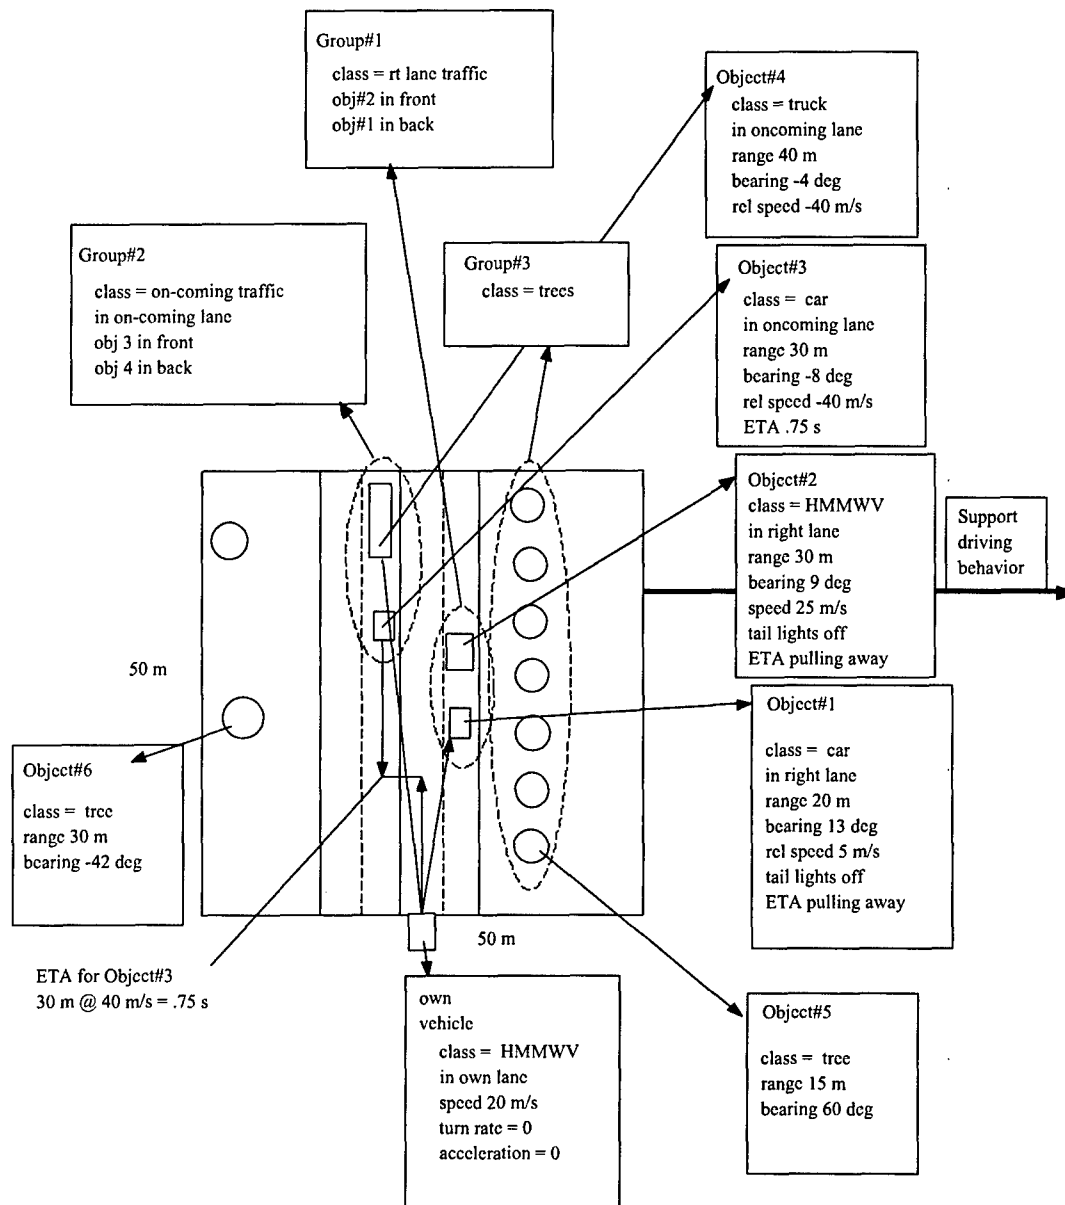 Group#1
class = rt lane traffic
obj#2 in front
obj#1 in back
Object#4
class = truck
in oncoming lane
range 40 m
bearing -4 deg
rel speed -40 m/s
Group#2
class = on-coming traffic
in on-coming lane
obj 3 in front
obj 4 in back
Group#3
class = trees
Object#3
class = car
in oncoming lane
range 30 m
bearing -8 deg
rel speed -40 m/s
ETA .75 s
Object#2
class = HMMWV
in right lane
range 30 m
bearing 9 deg
speed 25 m/s
tail lights off
ETA pulling away
Support
driving
behavior
50 m
Object#1
class = car
in right lane
range 20 m
bearing 13 deg
rel speed 5 m/s
tail lights off
ETA pulling away
Object#6
class = tree
range 30 m
bearing -42 deg
50 m
ETA for Object#3
30 m @ 40 m/s = .75 s
own
vehicle
class = HMMWV
in own lane
speed 20 m/s
turn rate = 0
acceleration = 0
Object#5
class = tree
range 15 m
bearing 60 deg